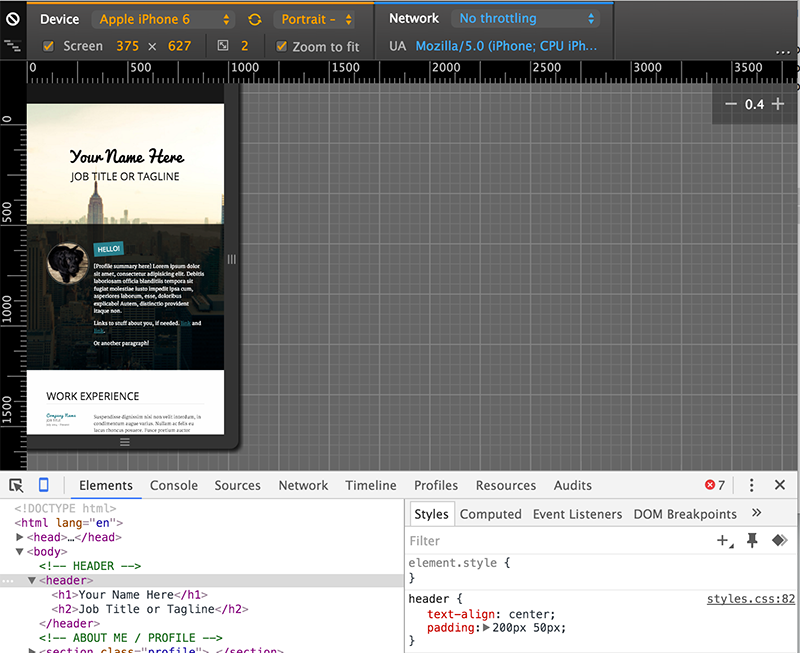 Device Apple iPhone 6 Portrait - Network No throttling
Screen 375 × 627 2 Zoom to fit UA Mozilla/5.0 (iPhone; CPU iPh...
0 500 1000 1500 2000 2500 3000 3500
0
500
1000
1500
− 0.4 +
Your Name Here
JOB TITLE OR TAGLINE
HELLO!
[Profile summary here] Lorem ipsum dolor
sit amet, consectetur adipisicing elit. Debitis
laboriosam officia blanditiis tempora sit
fugiat molestiae iusto impedit ipsa cum,
asperiores laborum, esse, doloribus
explicabo! Autem, distinctio provident
itaque non.
Links to stuff about you, if needed. link and
link.
Or another paragraph!
WORK EXPERIENCE
Company Name
JOB TITLE
Suspendisse dignissim nisi non velit interdum, in
condimentum augue varius. Nullam at felis eu
lacus rhoncus posuere. Fusce pretium auctor
Elements Console Sources Network Timeline Profiles Resources Audits 7
<!DOCTYPE html>
<html lang="en">
<head>…</head>
<body>
<!-- HEADER -->
<header>
<h1>Your Name Here</h1>
<h2>Job Title or Tagline</h2>
</header>
<!-- ABOUT ME / PROFILE -->
<section class="profile">…</section>
Styles Computed Event Listeners DOM Breakpoints »
Filter
element.style {
}
header { styles.css:82
text-align: center;
padding: 200px 50px;
}